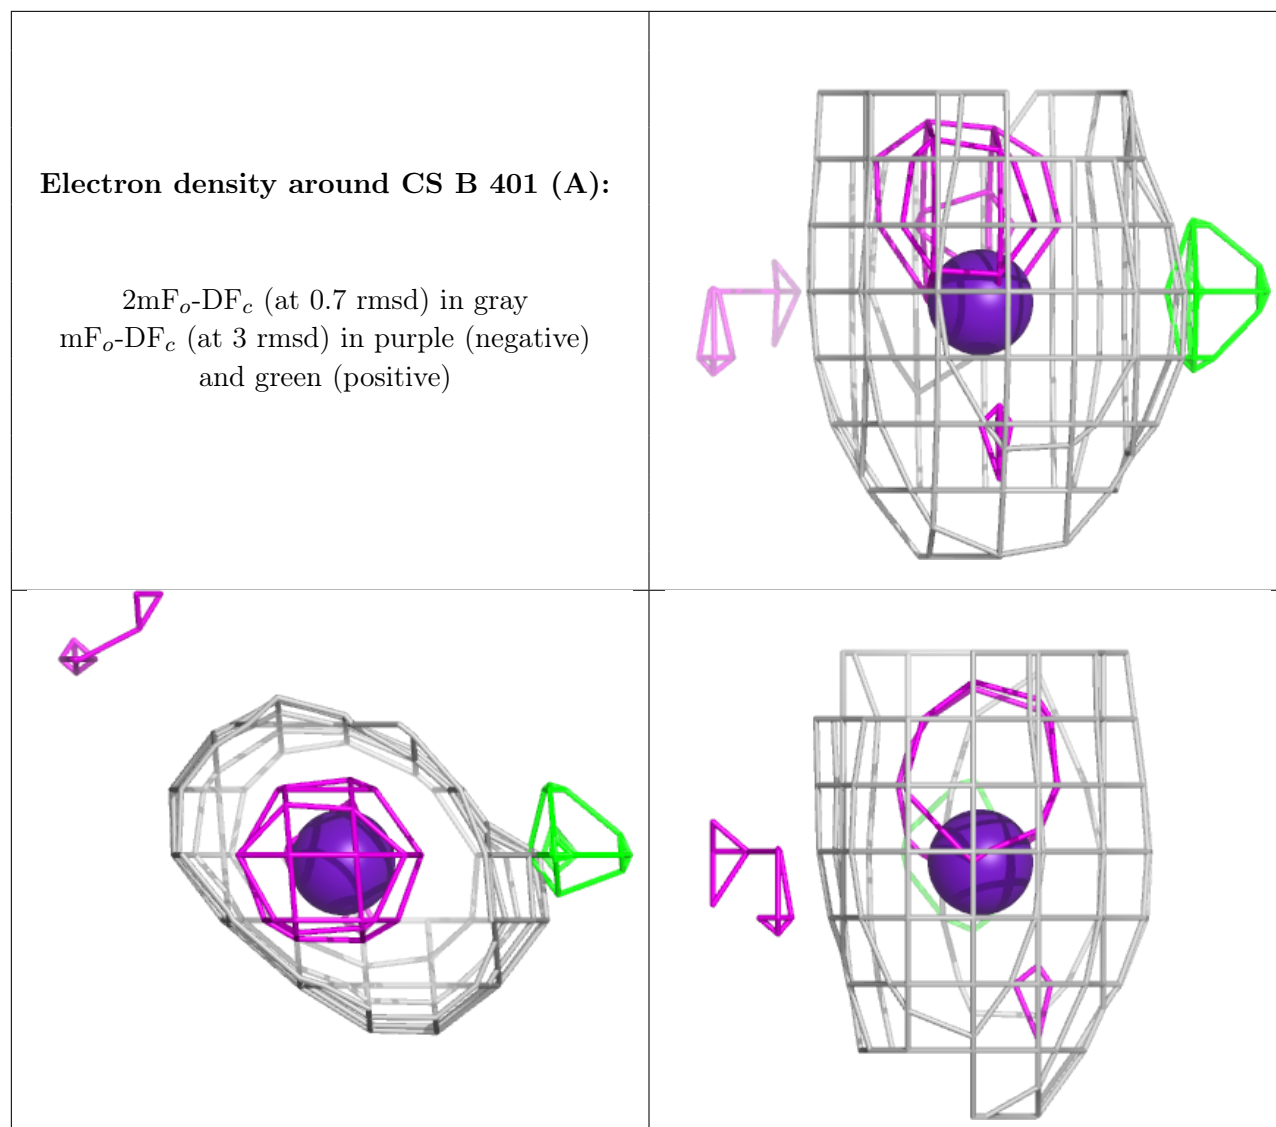 Electron density around CS B 401 (A):
2mFₒ-DF𝒸 (at 0.7 rmsd) in gray
mFₒ-DF𝒸 (at 3 rmsd) in purple (negative)
and green (positive)